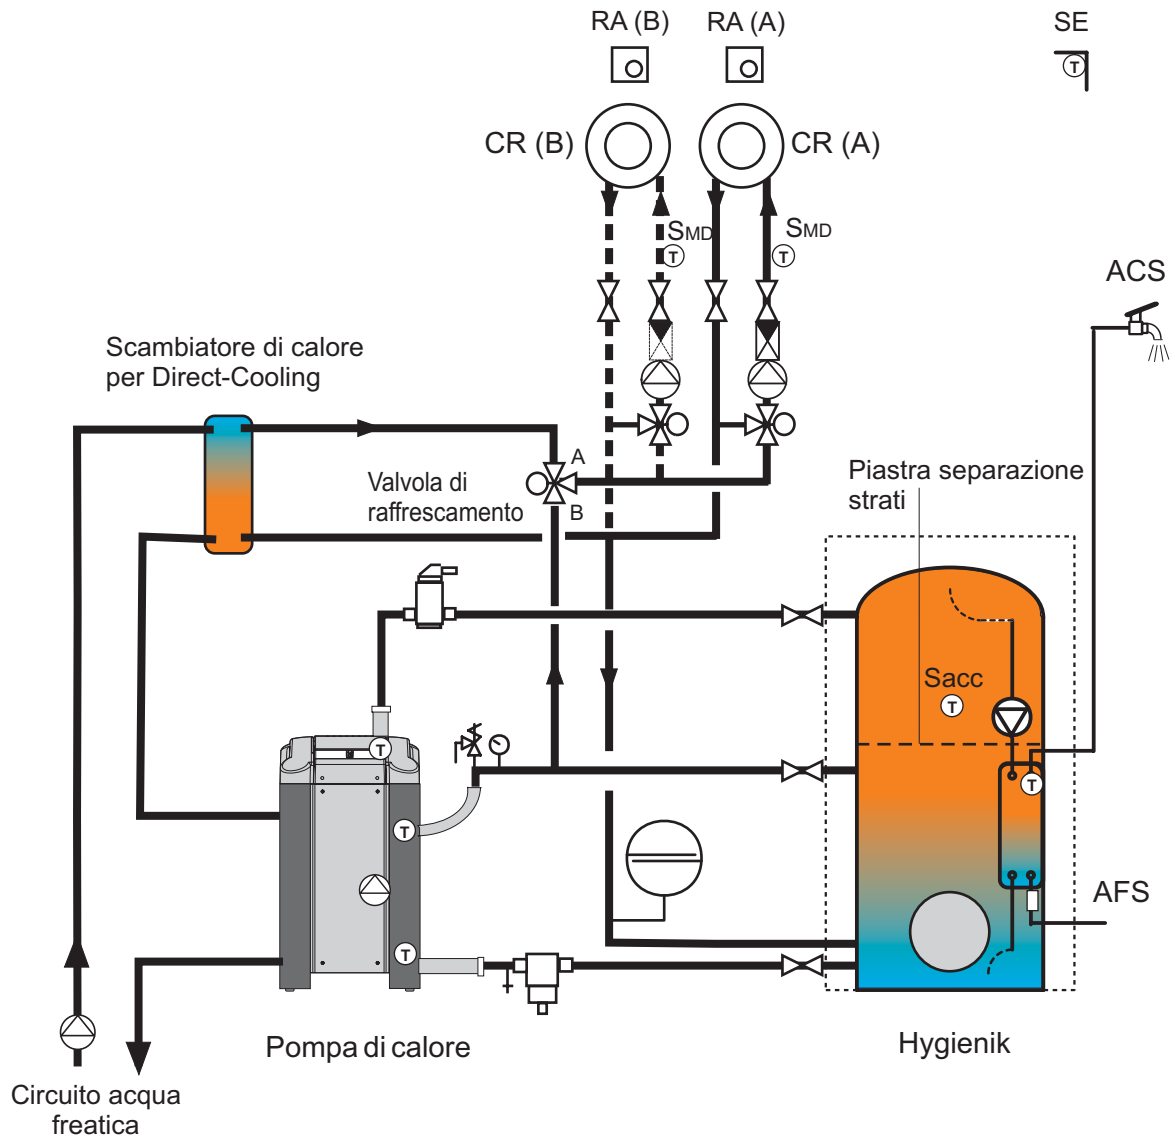 RA (B)
RA (A)
SE
T
CR (B)
CR (A)
SMD
T
SMD
T
ACS
Scambiatore di calore
per Direct-Cooling
A
Valvola di
raffrescamento
B
Piastra separazione
strati
Sacc
T
T
T
T
AFS
T
Pompa di calore
Hygienik
Circuito acqua
freatica